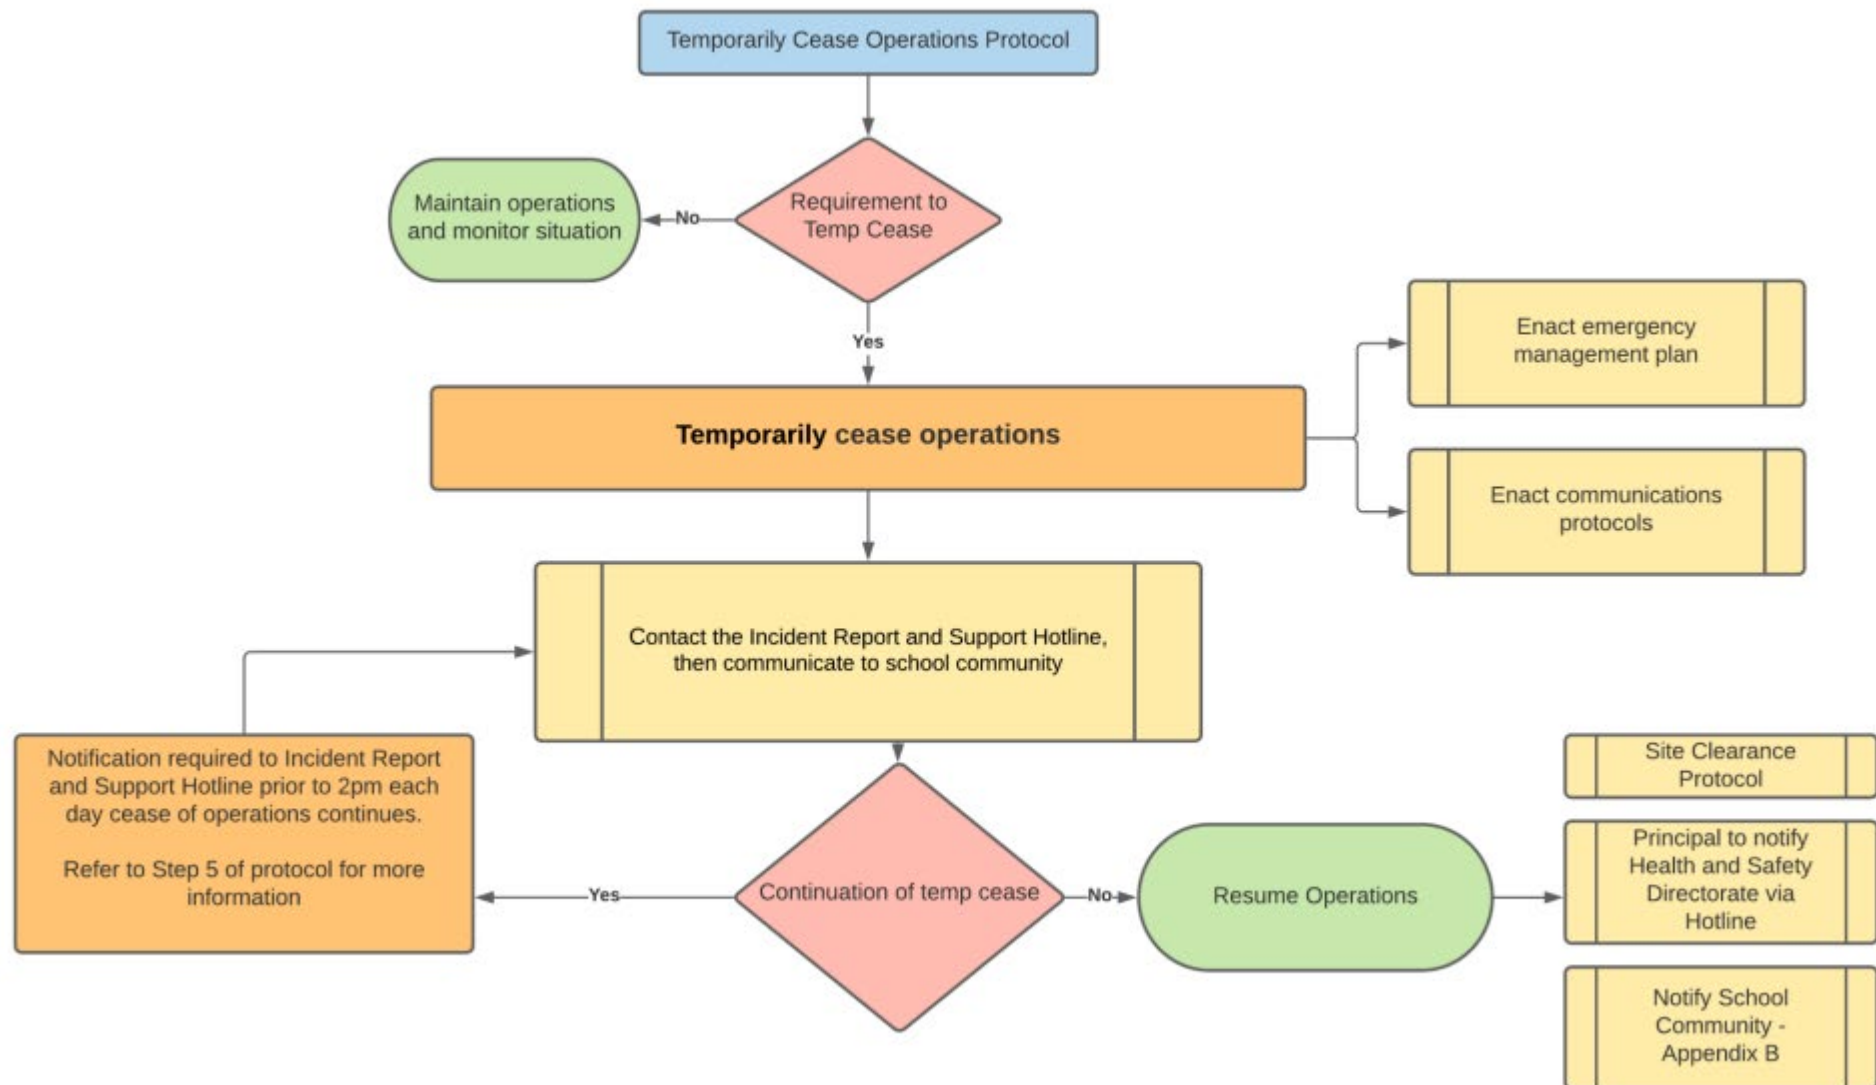 Temporarily Cease Operations Protocol
Requirement to
Temp Cease
No
Maintain operations
and monitor situation
Yes
Temporarily cease operations
Enact emergency
management plan
Enact communications
protocols
Contact the Incident Report and Support Hotline,
then communicate to school community
Notification required to Incident Report
and Support Hotline prior to 2pm each
day cease of operations continues.
Refer to Step 5 of protocol for more
information
Yes
Continuation of temp cease
No
Resume Operations
Site Clearance
Protocol
Principal to notify
Health and Safety
Directorate via
Hotline
Notify School
Community -
Appendix B